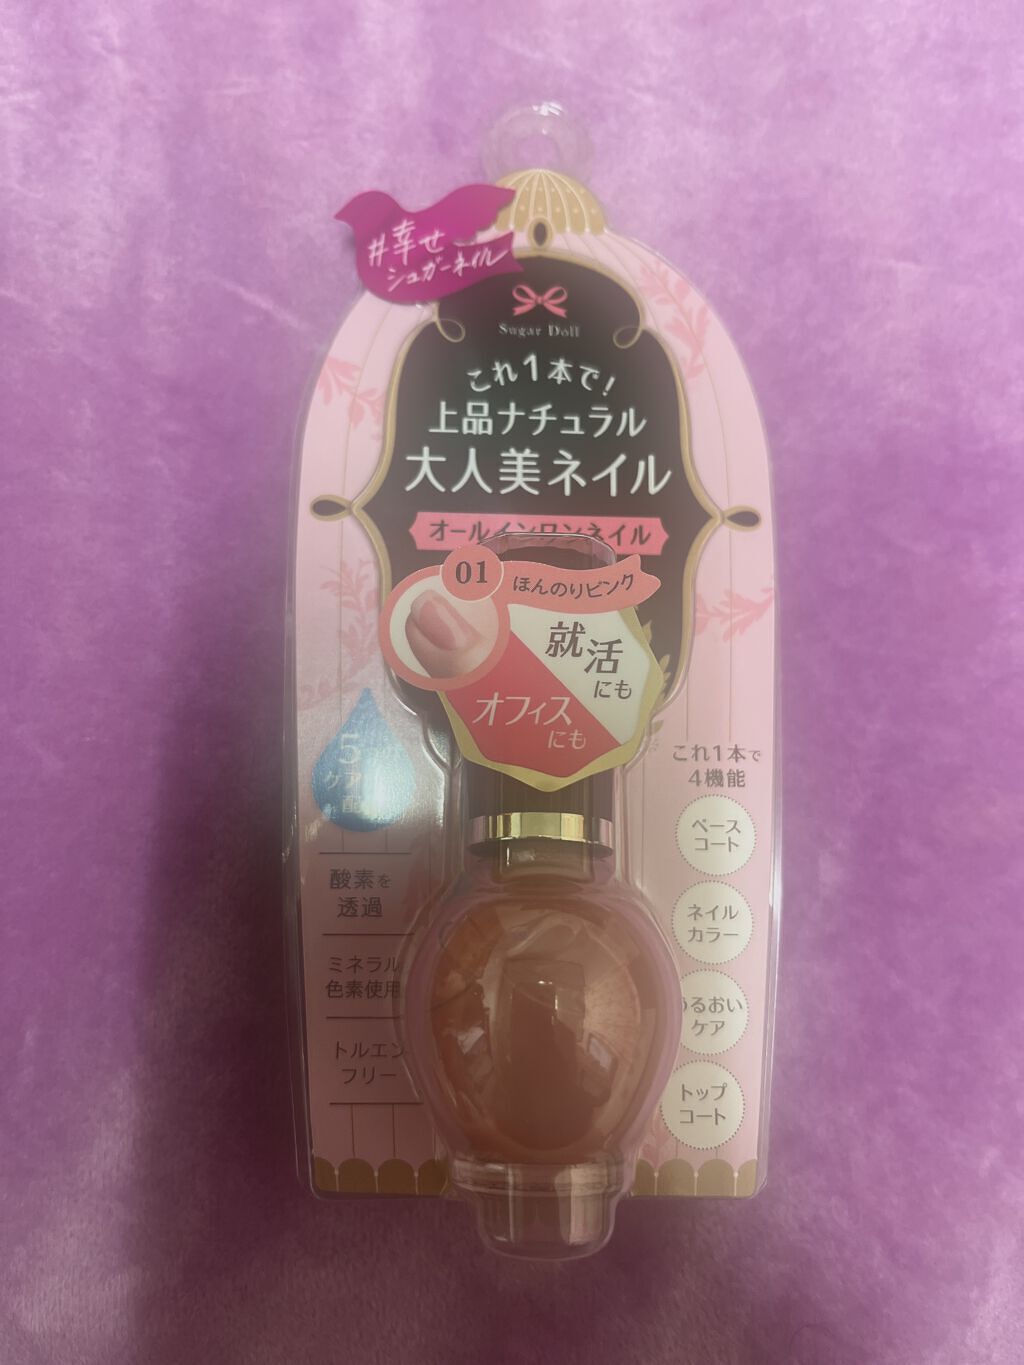 #幸せ
シュガーネイル
Sugar Doll
これ1本で!
上品ナチュラル
大人美ネイル
オールインワンネイル
01
ほんのりピンク
就活
にも
オフィス
にも
5
ケア
配
酸素を
透過
ミネラル
色素使用
トルエン
フリー
これ1本で
4機能
ベース
コート
ネイル
カラー
うるおい
ケア
トップ
コート